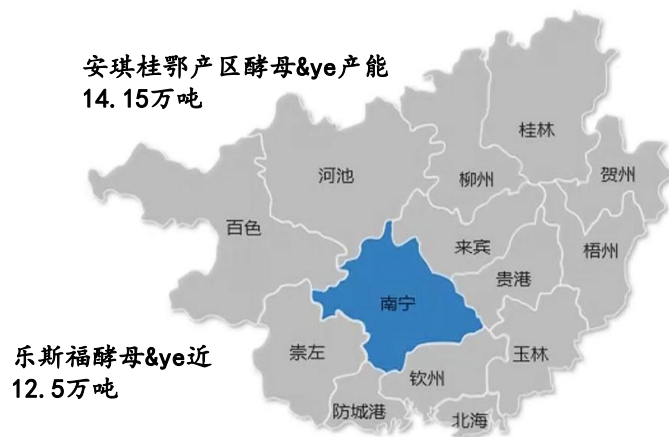 安琪桂鄂产区酵母&ye产能
14.15万吨
桂林
河池
柳州
贺州
百色
来宾
梧州
贵港
南宁
乐斯福酵母&ye近
12.5万吨
崇左
玉林
钦州
防城港
北海